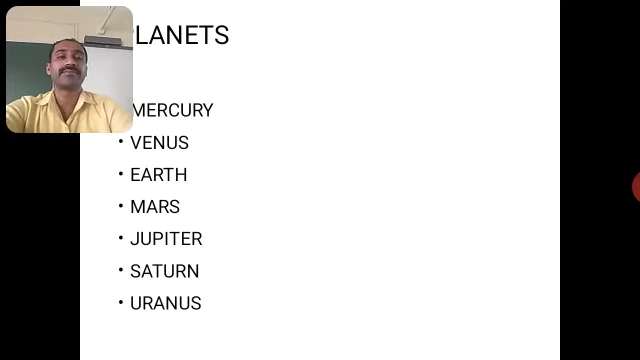 LANETS
MERCURY
• VENUS
• EARTH
• MARS
• JUPITER
• SATURN
• URANUS